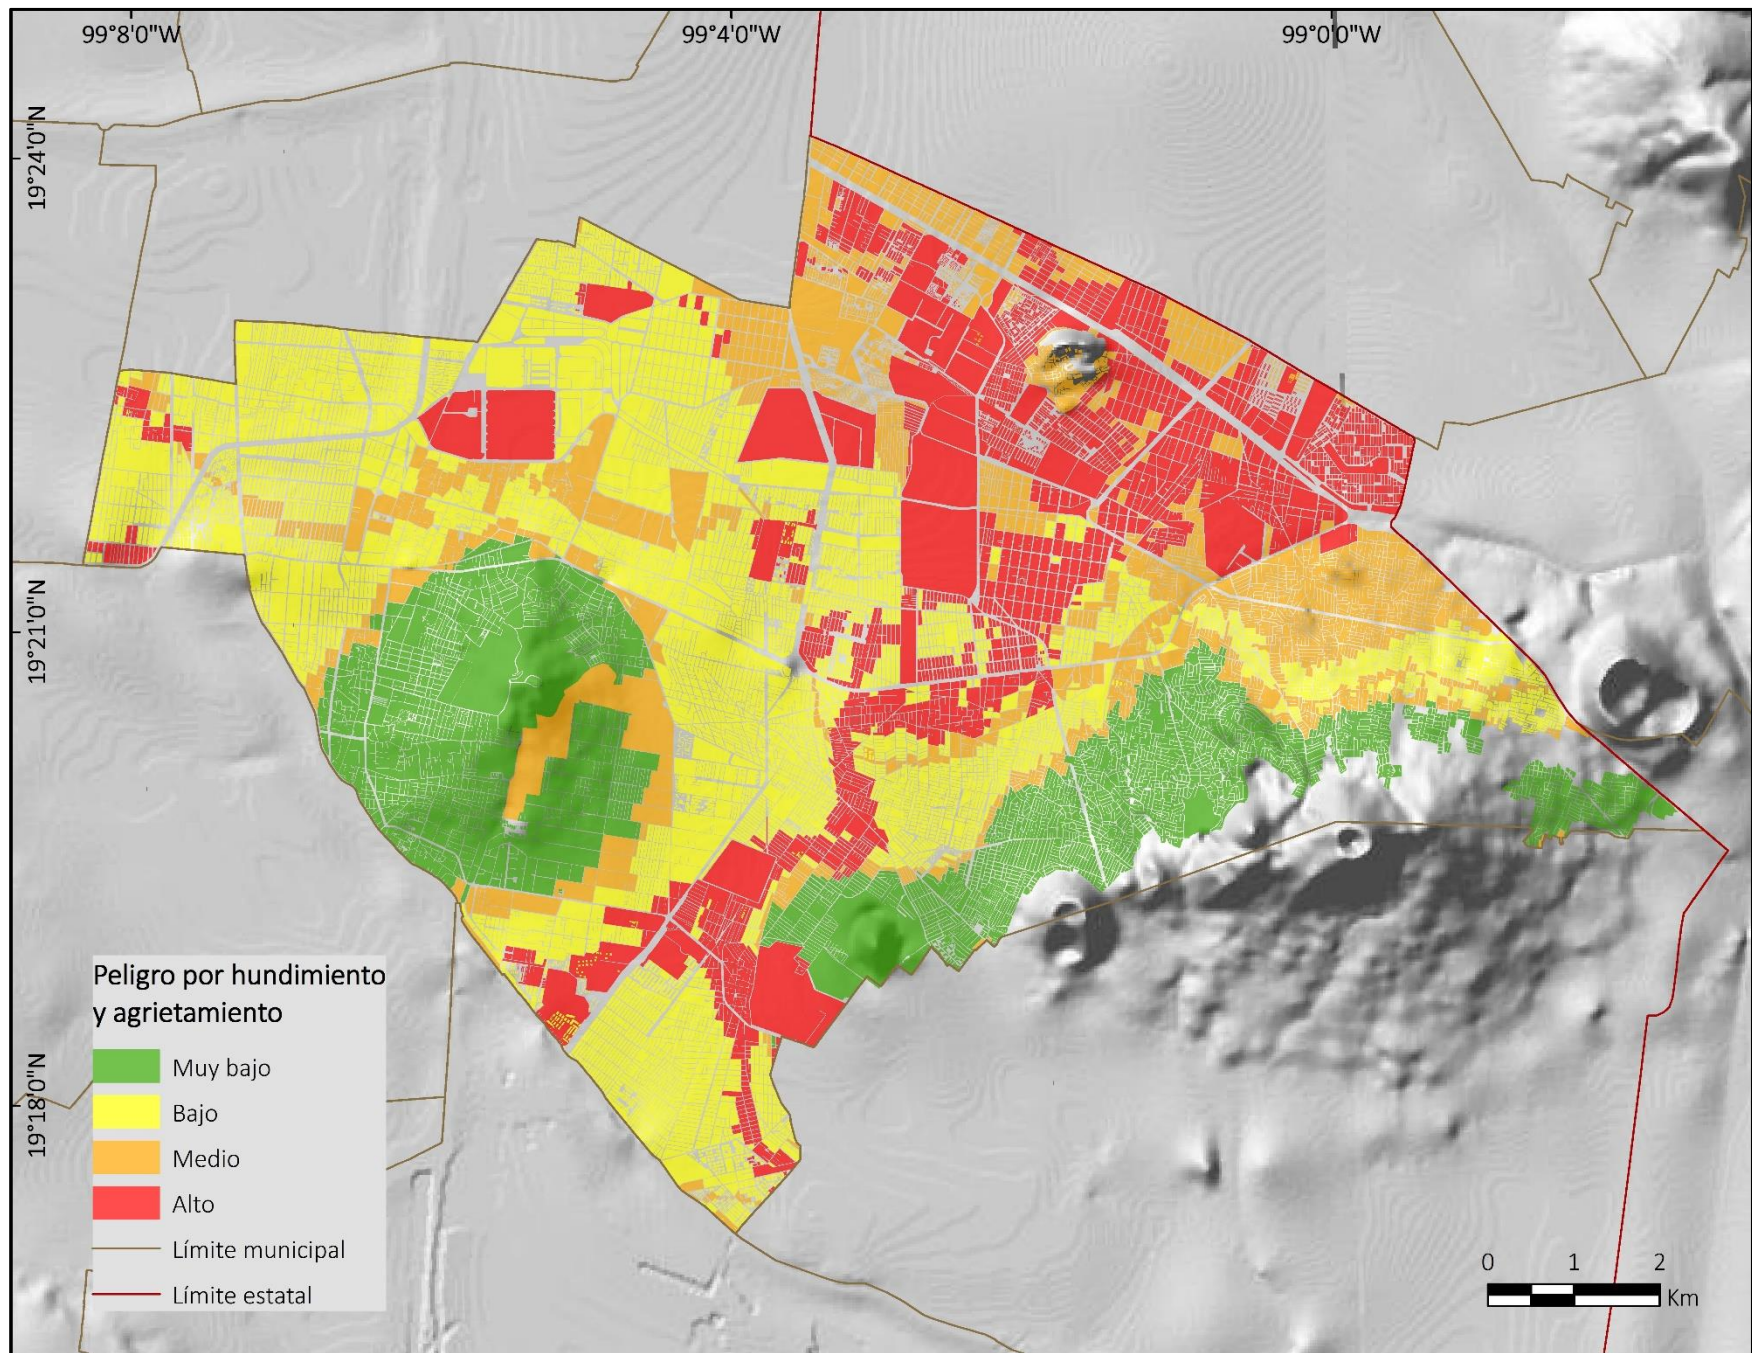 99°8'0"W
99°4'0"W
99°0'0"W
19°24'0"N
19°21'0"N
19°18'0"N
Peligro por hundimiento
y agrietamiento
Muy bajo
Bajo
Medio
Alto
Límite municipal
Límite estatal
0 1 2
Km